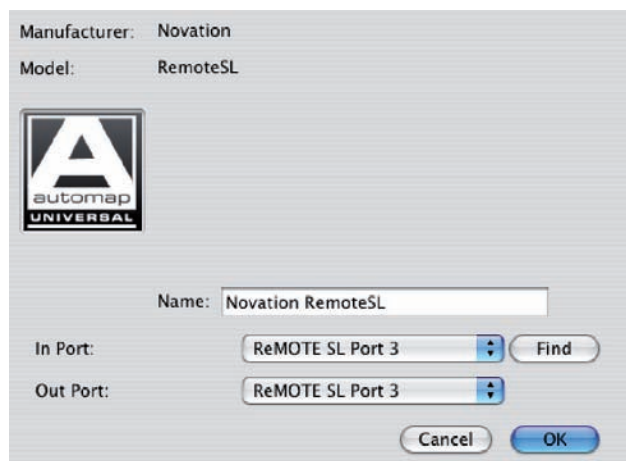 Manufacturer: Novation
Model: RemoteSL
A
automap
UNIVERSAL
Name: Novation RemoteSL
In Port: ReMOTE SL Port 3 Find
Out Port: ReMOTE SL Port 3
Cancel OK